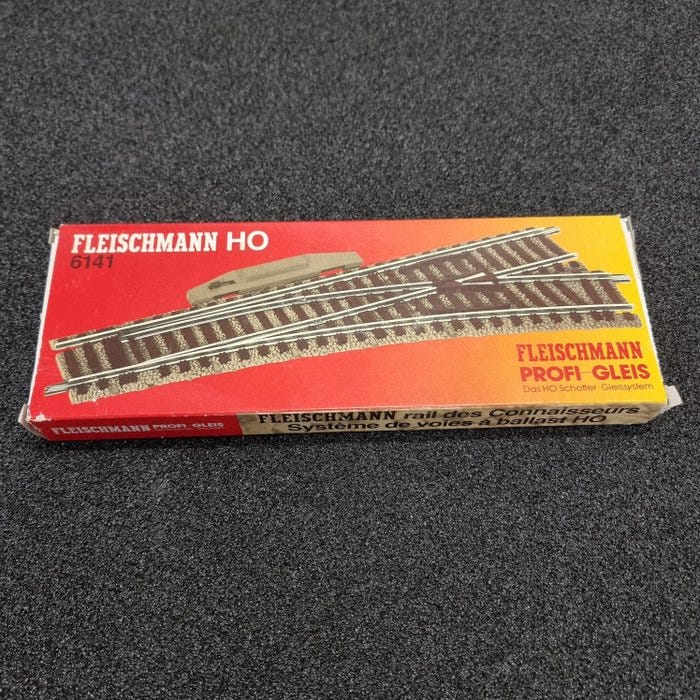 FLEISCHMANN HO
6141
FLEISCHMANN
PROFI-GLEIS
Das HO Schotter Gleissystem
FLEISCHMANN PROFI-GLEIS
FLEISCHMANN rail des Connaisseurs
Système de voies à ballast HO